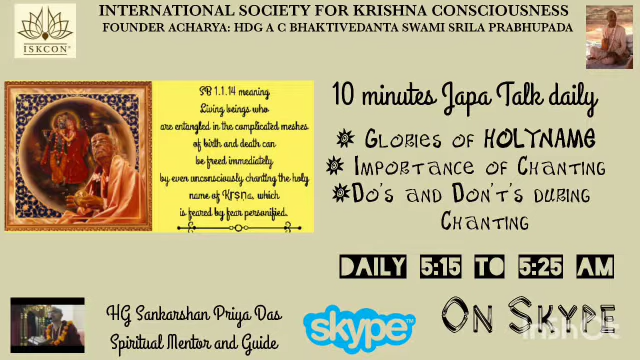 INTERNATIONAL SOCIETY FOR KRISHNA CONSCIOUSNESS
FOUNDER ACHARYA: HDG A C BHAKTIVEDANTA SWAMI SRILA PRABHUPADA
ISKCON
SB 1.1.14 meaning
Living beings who
are entangled in the complicated meshes
of birth and death can
be freed immediately
by even unconsciously chanting the holy
name of Kṛṣṇa, which
is feared by fear personified.
10 minutes Japa Talk daily
Glories of HOLYNAME
Importance of Chanting
Do's and Don't's during
Chanting
DAILY 5:15 TO 5:25 AM
HG Sankarshan Priya Das
Spiritual Mentor and Guide
skype™
On Skype
InShOt